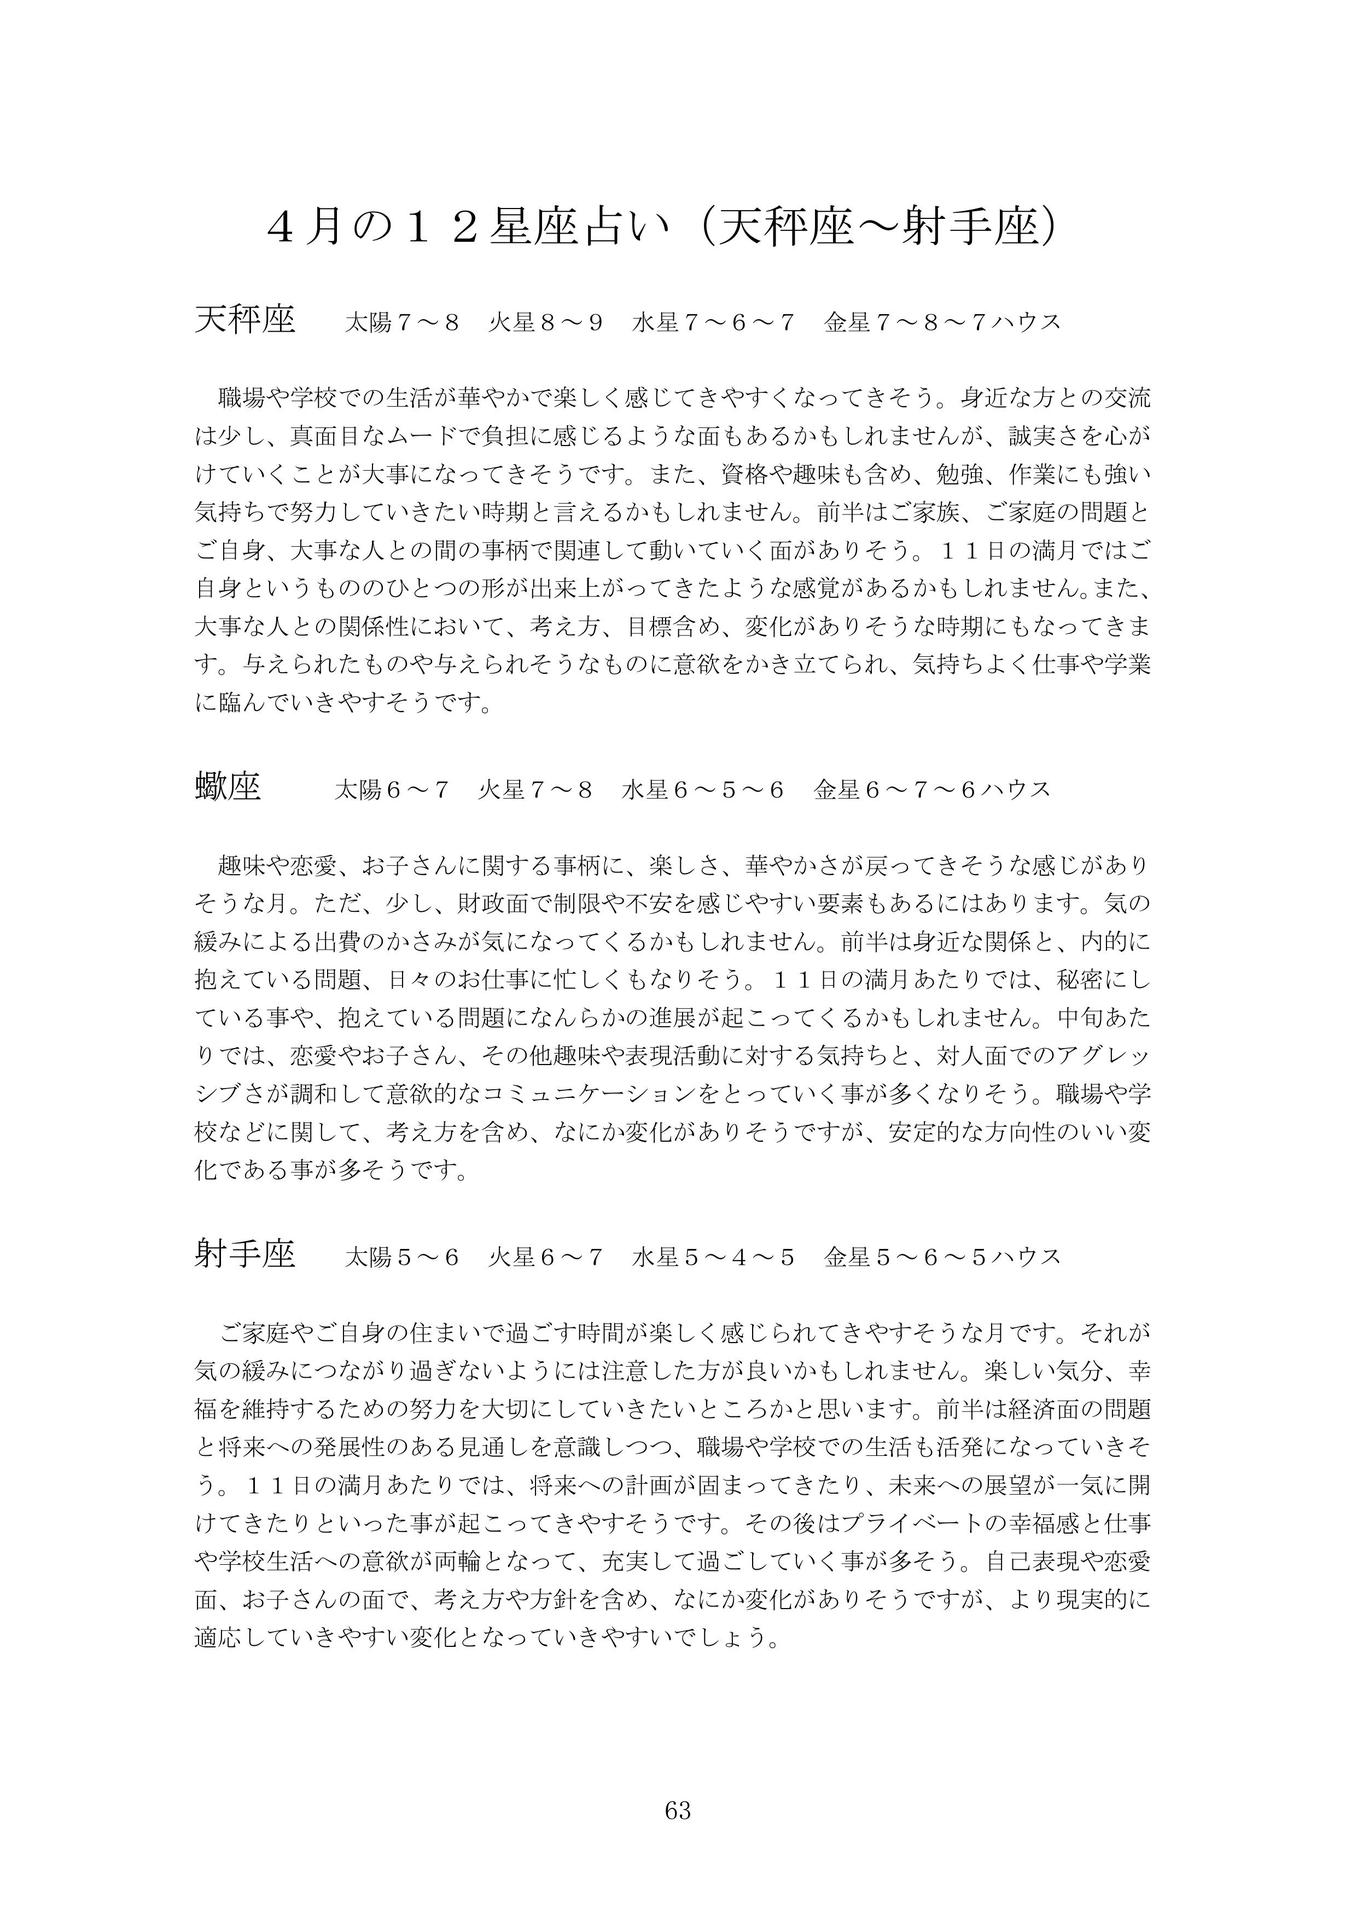 ４月の１２星座占い（天秤座～射手座）
天秤座　　太陽７～８　火星８～９　水星７～６～７　金星７～８～７ハウス
　職場や学校での生活が華やかで楽しく感じてきやすくなってきそう。身近な方との交流
は少し、真面目なムードで負担に感じるような面もあるかもしれませんが、誠実さを心が
けていくことが大事になってきそうです。また、資格や趣味も含め、勉強、作業にも強い
気持ちで努力していきたい時期と言えるかもしれません。前半はご家族、ご家庭の問題と
ご自身、大事な人との間の事柄で関連して動いていく面がありそう。１１日の満月ではご
自身というもののひとつの形が出来上がってきたような感覚があるかもしれません。また、
大事な人との関係性において、考え方、目標含め、変化がありそうな時期にもなってきま
す。与えられたものや与えられそうなものに意欲をかき立てられ、気持ちよく仕事や学業
に臨んでいきやすそうです。
蠍座　　　太陽６～７　火星７～８　水星６～５～６　金星６～７～６ハウス
　趣味や恋愛、お子さんに関する事柄に、楽しさ、華やかさが戻ってきそうな感じがあり
そうな月。ただ、少し、財政面で制限や不安を感じやすい要素もあるにはあります。気の
緩みによる出費のかさみが気になってくるかもしれません。前半は身近な関係と、内的に
抱えている問題、日々のお仕事に忙しくもなりそう。１１日の満月あたりでは、秘密にし
ている事や、抱えている問題になんらかの進展が起こってくるかもしれません。中旬あた
りでは、恋愛やお子さん、その他趣味や表現活動に対する気持ちと、対人面でのアグレッ
シブさが調和して意欲的なコミュニケーションをとっていく事が多くなりそう。職場や学
校などに関して、考え方を含め、なにか変化がありそうですが、安定的な方向性のいい変
化である事が多そうです。
射手座　　太陽５～６　火星６～７　水星５～４～５　金星５～６～５ハウス
　ご家庭やご自身の住まいで過ごす時間が楽しく感じられてきやすそうな月です。それが
気の緩みにつながり過ぎないようには注意した方が良いかもしれません。楽しい気分、幸
福を維持するための努力を大切にしていきたいところかと思います。前半は経済面の問題
と将来への発展性のある見通しを意識しつつ、職場や学校での生活も活発になっていきそ
う。１１日の満月あたりでは、将来への計画が固まってきたり、未来への展望が一気に開
けてきたりといった事が起こってきやすそうです。その後はプライベートの幸福感と仕事
や学校生活への意欲が両輪となって、充実して過ごしていく事が多そう。自己表現や恋愛
面、お子さんの面で、考え方や方針を含め、なにか変化がありそうですが、より現実的に
適応していきやすい変化となっていきやすいでしょう。
63